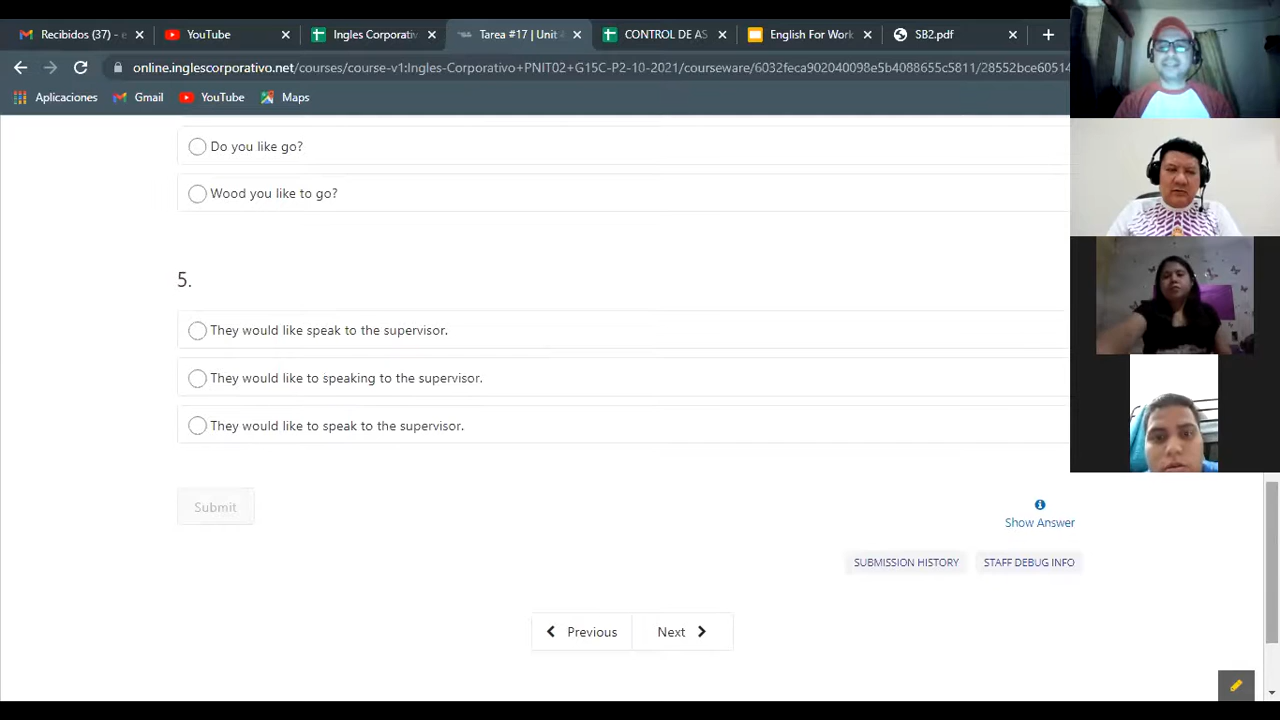 Recibidos (37) - e
YouTube
Ingles Corporativ
Tarea #17 | Unit 4
CONTROL DE AS
English For Work
SB2.pdf
online.inglescorporativo.net/courses/course-v1:Ingles-Corporativo+PNIT02+G15C-P2-10-2021/courseware/6032feca902040098e5b4088655c5811/28552bce60514
Aplicaciones
Gmail
YouTube
Maps
Do you like go?
Wood you like to go?
5.
They would like speak to the supervisor.
They would like to speaking to the supervisor.
They would like to speak to the supervisor.
Submit
Show Answer
SUBMISSION HISTORY
STAFF DEBUG INFO
Previous
Next